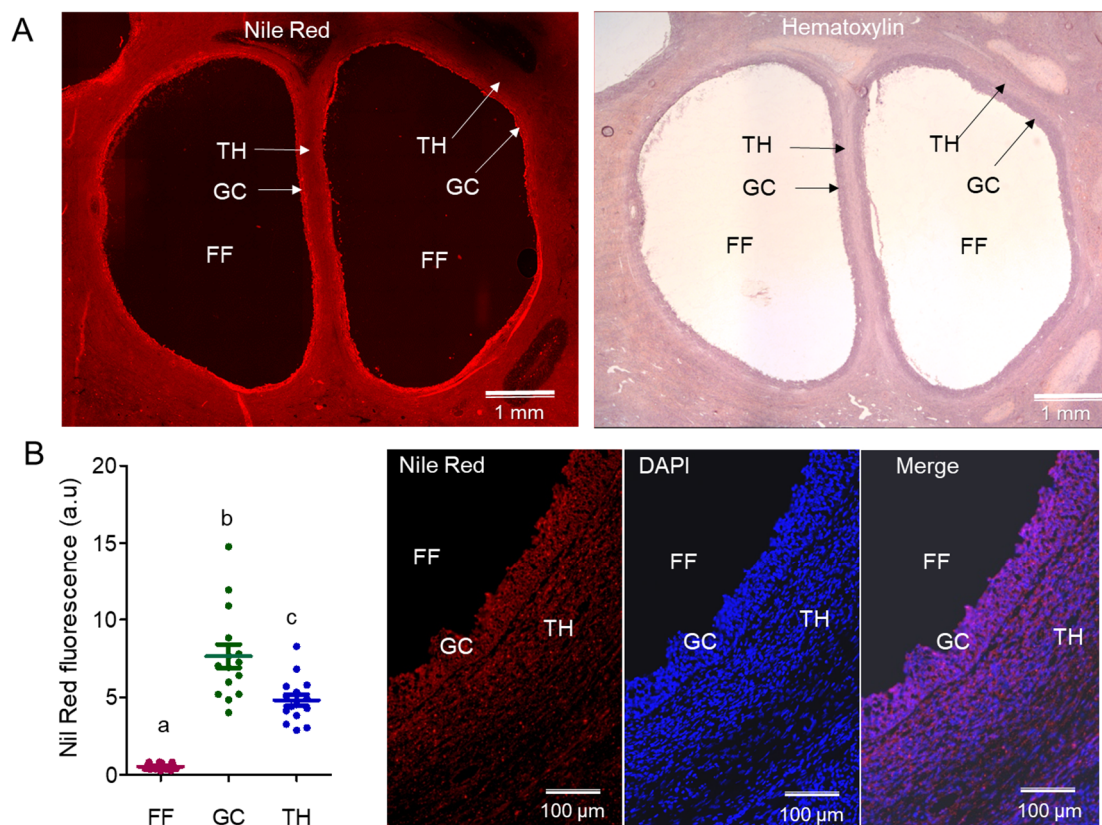 A
Nile Red
TH
GC
FF
TH
GC
FF
1 mm
Hematoxylin
TH
GC
FF
TH
GC
FF
1 mm
B
Nil Red fluorescence (a.u)
20
15
10
5
0
a
b
c
FF GC TH
Nile Red
FF
GC
TH
100 µm
DAPI
FF
GC
TH
100 µm
Merge
FF
GC
TH
100 µm